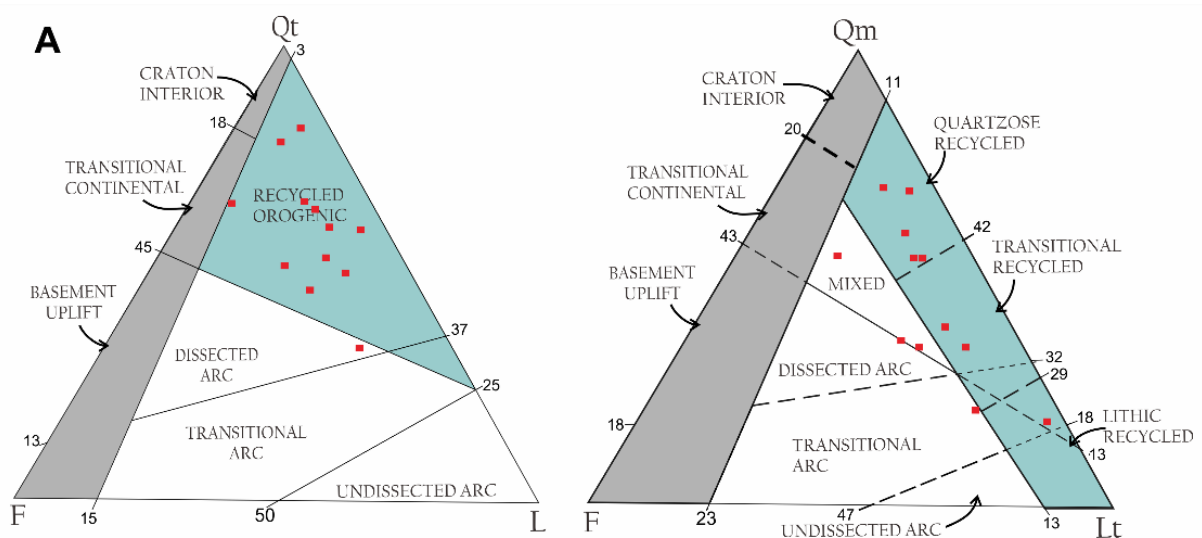 A
Qt
3
CRATON
INTERIOR
18
TRANSITIONAL
CONTINENTAL
RECYCLED
OROGENIC
45
BASEMENT
UPLIFT
37
DISSECTED
ARC
25
TRANSITIONAL
ARC
13
UNDISSECTED ARC
F
15
50
L
Qm
11
CRATON
INTERIOR
20
QUARTZOSE
RECYCLED
TRANSITIONAL
CONTINENTAL
43
42
TRANSITIONAL
RECYCLED
BASEMENT
UPLIFT
MIXED
32
DISSECTED ARC
29
18
18
LITHIC
RECYCLED
13
TRANSITIONAL
ARC
F
23
47
UNDISSECTED ARC
13
Lt